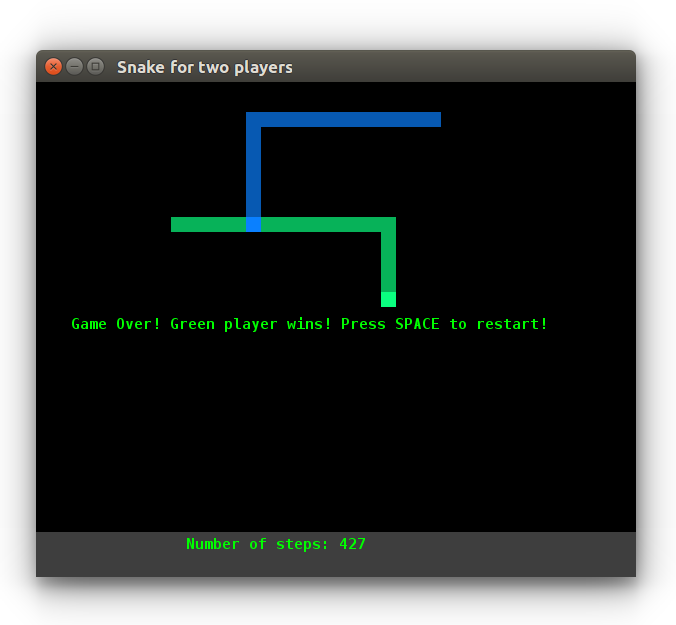 Snake for two players
Game Over! Green player wins! Press SPACE to restart!
Number of steps: 427